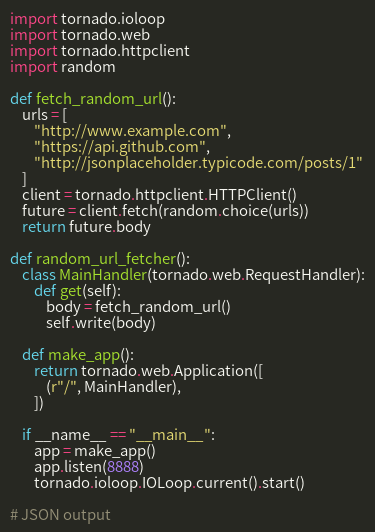 import tornado.ioloop
import tornado.web
import tornado.httpclient
import random

def fetch_random_url():
    urls = [
        "http://www.example.com",
        "https://api.github.com",
        "http://jsonplaceholder.typicode.com/posts/1"
    ]
    client = tornado.httpclient.HTTPClient()
    future = client.fetch(random.choice(urls))
    return future.body

def random_url_fetcher():
    class MainHandler(tornado.web.RequestHandler):
        def get(self):
            body = fetch_random_url()
            self.write(body)

    def make_app():
        return tornado.web.Application([
            (r"/", MainHandler),
        ])

    if __name__ == "__main__":
        app = make_app()
        app.listen(8888)
        tornado.ioloop.IOLoop.current().start()

# JSON output